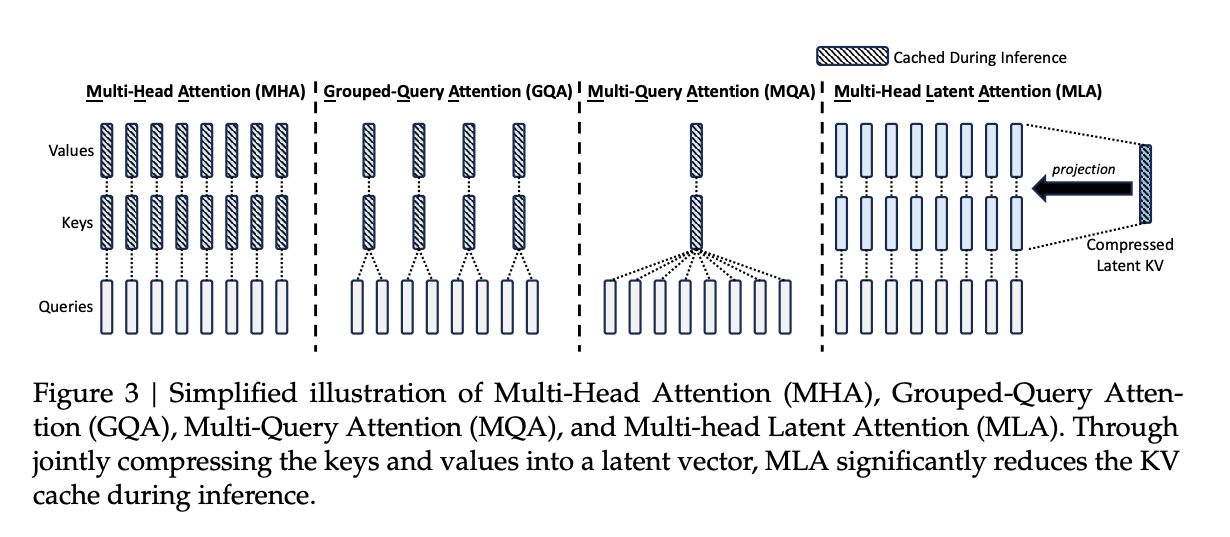 Cached During Inference
Multi-Head Attention (MHA)
Grouped-Query Attention (GQA)
Multi-Query Attention (MQA)
Multi-Head Latent Attention (MLA)
Values
Keys
Queries
projection
Compressed
Latent KV
Figure 3 | Simplified illustration of Multi-Head Attention (MHA), Grouped-Query Atten-
tion (GQA), Multi-Query Attention (MQA), and Multi-head Latent Attention (MLA). Through
jointly compressing the keys and values into a latent vector, MLA significantly reduces the KV
cache during inference.